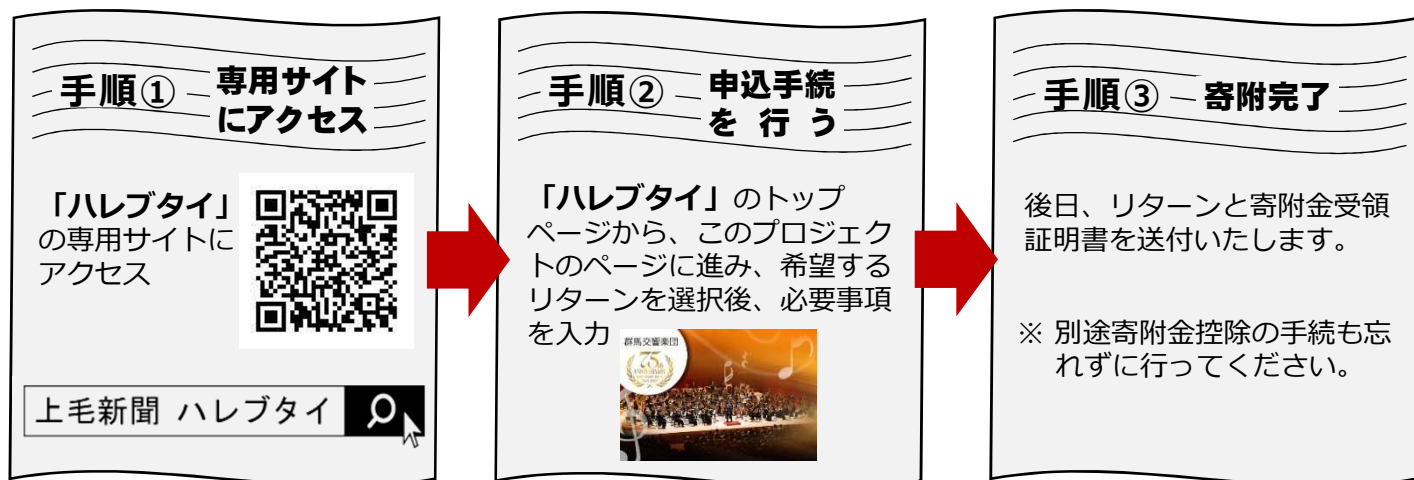 手順① 専用サイト
にアクセス
「ハレブタイ」
の専用サイトに
アクセス
上毛新聞 ハレブタイ
手順② 申込手続
を 行 う
「ハレブタイ」のトップ
ページから、このプロジェク
トのページに進み、希望する
リターンを選択後、必要事項
を入力
群馬交響楽団
75th
ANNIVERSARY
手順③ 寄附完了
後日、リターンと寄附金受領
証明書を送付いたします。
※ 別途寄附金控除の手続も忘
れずに行ってください。